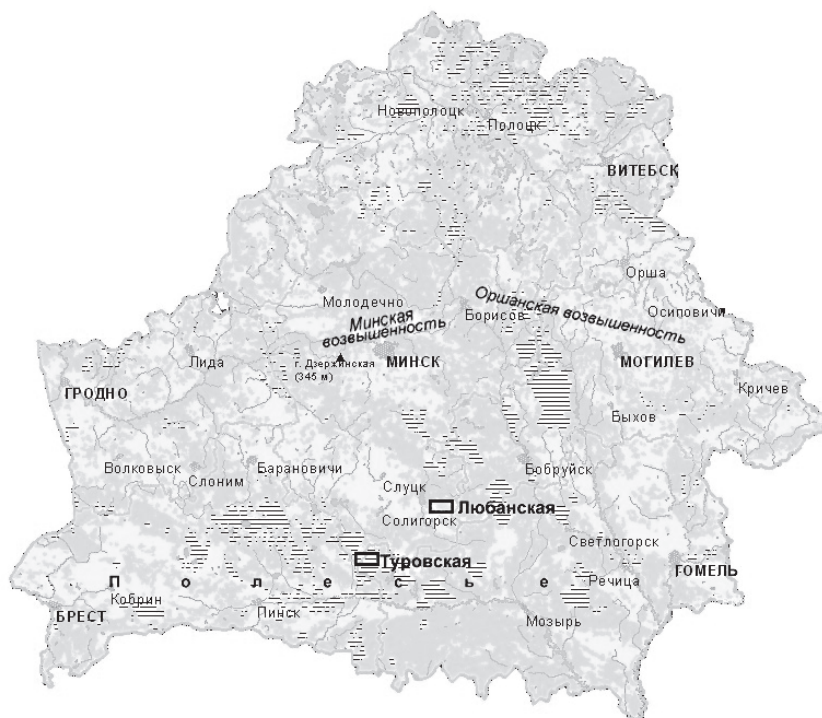 Новополоцк
Полоцк
ВИТЕБСК
Орша
Молодечно
Минская
возвышенность
Борисов
Оршанская возвышенность
Осиповичи
Лида
г. Дзержинская
(345 м)
МИНСК
МОГИЛЕВ
Кричев
ГРОДНО
Быхов
Волковыск
Слоним
Барановичи
Бобруйск
Слуцк
Любанская
Солигорск
Светлогорск
Туровская
ГОМЕЛЬ
Полесье
Речица
Кобрин
БРЕСТ
Пинск
Мозырь